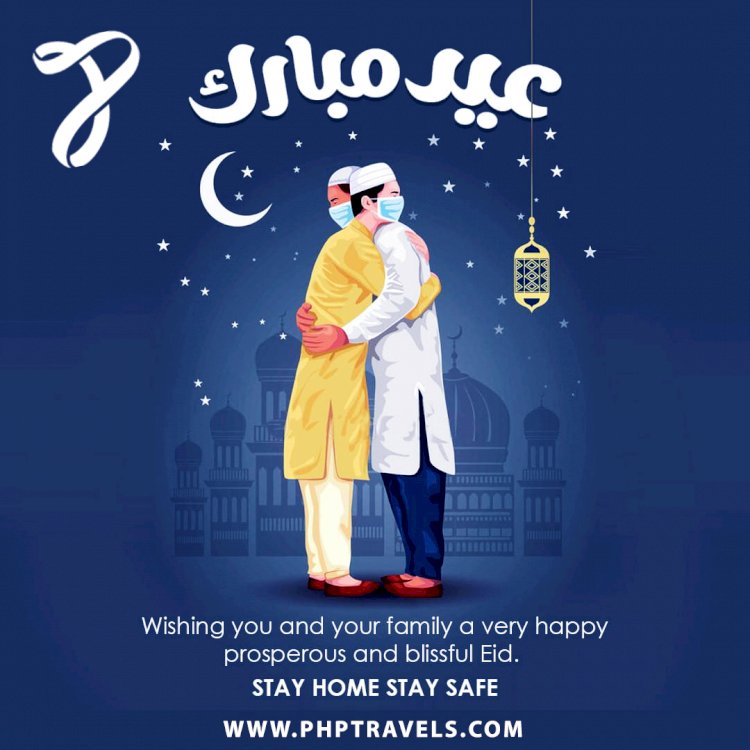 عيد مبارك
Wishing you and your family a very happy
prosperous and blissful Eid.
STAY HOME STAY SAFE
WWW.PHPTRAVELS.COM